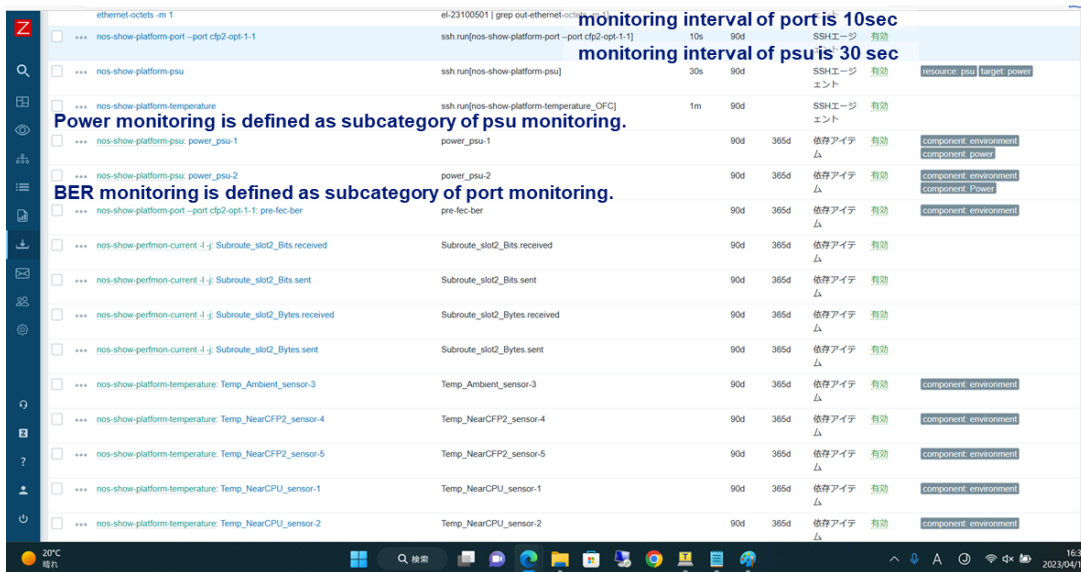 ethernet-octets -m 1 el-23100501 | grep out-ethernet-octets -m 1]
monitoring interval of port is 10sec
nos-show-platform-port --port cfp2-opt-1-1 ssh.run[nos-show-platform-port --port cfp2-opt-1-1] 10s 90d SSHエージ 有効
monitoring interval of psu is 30 sec
nos-show-platform-psu ssh.run[nos-show-platform-psu] 30s 90d SSHエージ 有効 resource: psu target: power
ェント
nos-show-platform-temperature ssh.run[nos-show-platform-temperature_OFC] 1m 90d SSHエージ 有効
ェント
Power monitoring is defined as subcategory of psu monitoring.
nos-show-platform-psu: power_psu-1 power_psu-1 90d 365d 依存アイテ 有効 component: environment
ム component: power
nos-show-platform-psu: power_psu-2 power_psu-2 90d 365d 依存アイテ 有効 component: environment
ム component: Power
BER monitoring is defined as subcategory of port monitoring.
nos-show-platform-port --port cfp2-opt-1-1: pre-fec-ber pre-fec-ber 90d 365d 依存アイテ 有効 component: environment
ム
nos-show-perfmon-current -l -j: Subroute_slot2_Bits.received Subroute_slot2_Bits.received 90d 365d 依存アイテ 有効
ム
nos-show-perfmon-current -l -j: Subroute_slot2_Bits.sent Subroute_slot2_Bits.sent 90d 365d 依存アイテ 有効
ム
nos-show-perfmon-current -l -j: Subroute_slot2_Bytes.received Subroute_slot2_Bytes.received 90d 365d 依存アイテ 有効
ム
nos-show-perfmon-current -l -j: Subroute_slot2_Bytes.sent Subroute_slot2_Bytes.sent 90d 365d 依存アイテ 有効
ム
nos-show-platform-temperature: Temp_Ambient_sensor-3 Temp_Ambient_sensor-3 90d 365d 依存アイテ 有効 component: environment
ム
nos-show-platform-temperature: Temp_NearCFP2_sensor-4 Temp_NearCFP2_sensor-4 90d 365d 依存アイテ 有効 component: environment
ム
nos-show-platform-temperature: Temp_NearCFP2_sensor-5 Temp_NearCFP2_sensor-5 90d 365d 依存アイテ 有効 component: environment
ム
nos-show-platform-temperature: Temp_NearCPU_sensor-1 Temp_NearCPU_sensor-1 90d 365d 依存アイテ 有効 component: environment
ム
nos-show-platform-temperature: Temp_NearCPU_sensor-2 Temp_NearCPU_sensor-2 90d 365d 依存アイテ 有効 component: environment
ム
20°C
晴れ
検索
A
16:3
2023/04/1